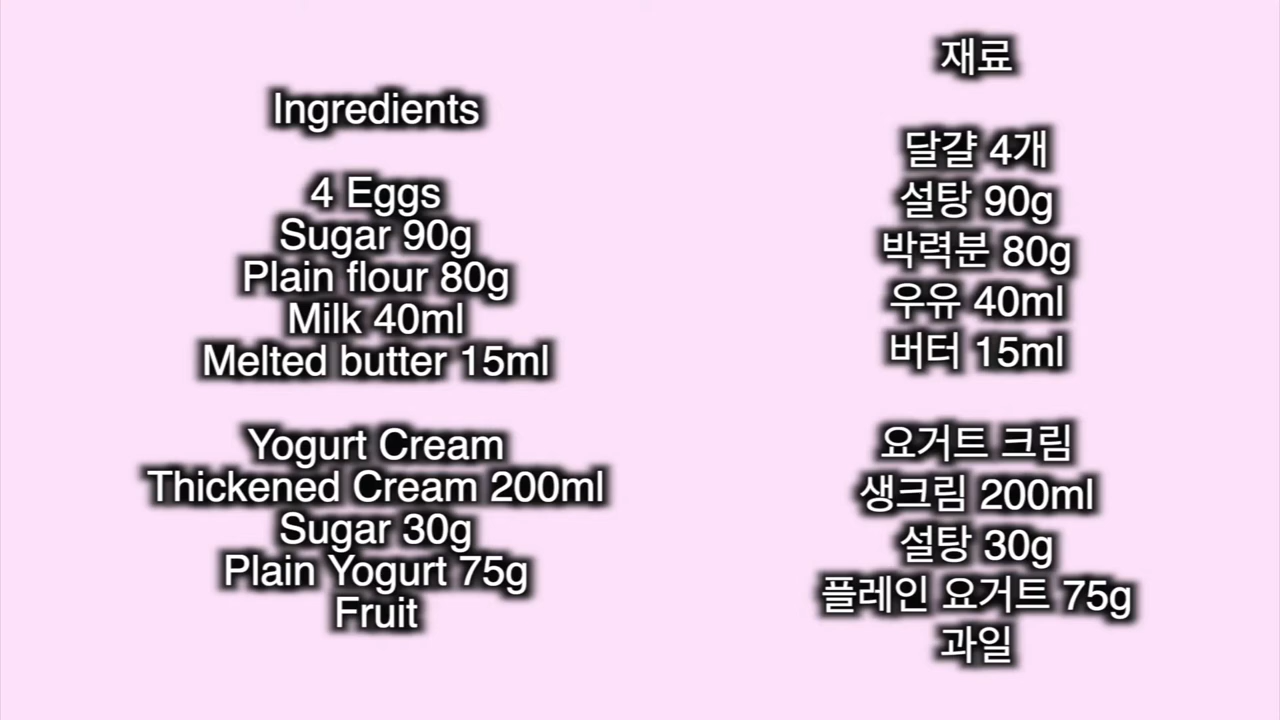 Ingredients
4 Eggs
Sugar 90g
Plain flour 80g
Milk 40ml
Melted butter 15ml
Yogurt Cream
Thickened Cream 200ml
Sugar 30g
Plain Yogurt 75g
Fruit
재료
달걀 4개
설탕 90g
박력분 80g
우유 40ml
버터 15ml
요거트 크림
생크림 200ml
설탕 30g
플레인 요거트 75g
과일